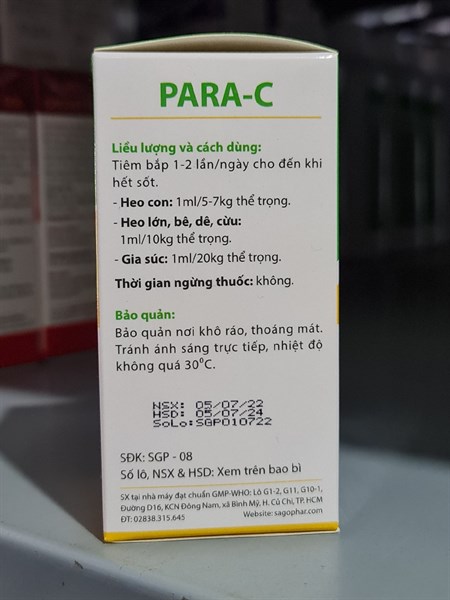 PARA-C
Liều lượng và cách dùng:
Tiêm bắp 1-2 lần/ngày cho đến khi
hết sốt.
- Heo con: 1ml/5-7kg thể trọng.
- Heo lớn, bê, dê, cừu:
1ml/10kg thể trọng.
- Gia súc: 1ml/20kg thể trọng.
Thời gian ngừng thuốc: không.
Bảo quản:
Bảo quản nơi khô ráo, thoáng mát.
Tránh ánh sáng trực tiếp, nhiệt độ
không quá 30⁰C.
NSX: 05/07/22
HSD: 05/07/24
SoLo:SGP010722
SĐK: SGP - 08
Số lô, NSX & HSD: Xem trên bao bì
SX tại nhà máy đạt chuẩn GMP-WHO: Lô G1-2, G11, G10-1,
Đường D16, KCN Đông Nam, xã Bình Mỹ, H. Củ Chi, TP. HCM
ĐT: 02838.315.645 Website: sagophar.com